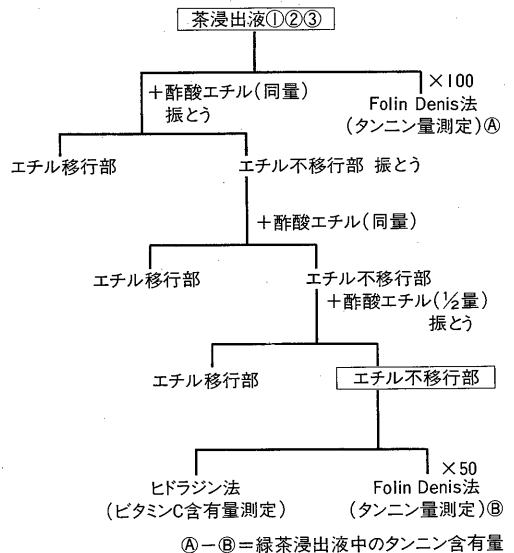 茶浸出液①②③
＋酢酸エチル(同量)
振とう
×100
Folin Denis法
(タンニン量測定)Ⓐ
エチル移行部
エチル不移行部 振とう
＋酢酸エチル(同量)
エチル移行部
エチル不移行部
＋酢酸エチル(½量)
振とう
エチル移行部
エチル不移行部
ヒドラジン法
(ビタミンC含有量測定)
×50
Folin Denis法
(タンニン量測定)Ⓑ
Ⓐ－Ⓑ＝緑茶浸出液中のタンニン含有量